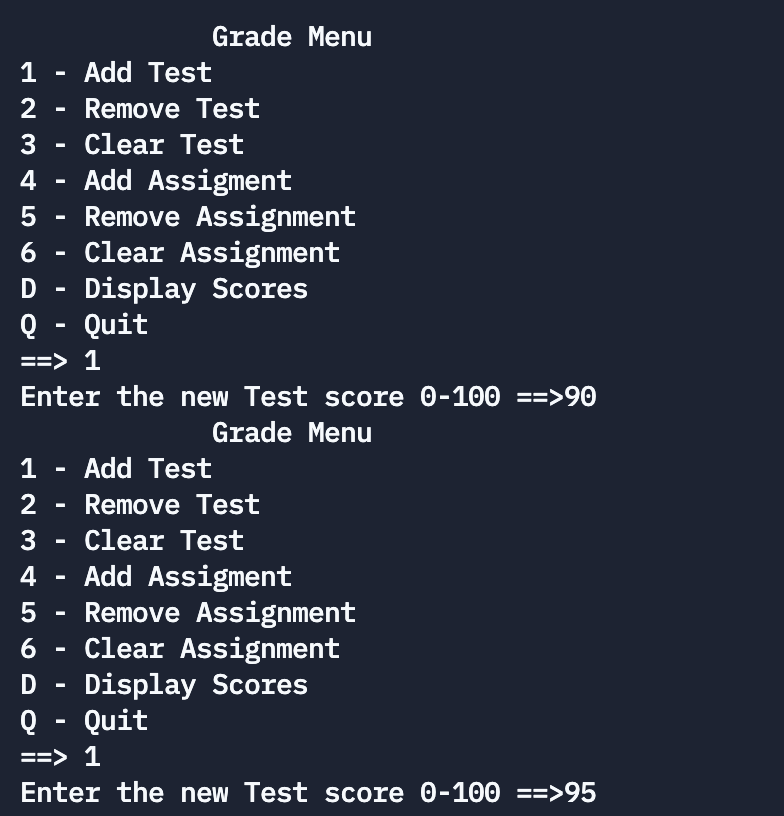 Grade Menu
1 - Add Test
2 - Remove Test
3 - Clear Test
4 - Add Assigment
5 - Remove Assignment
6 - Clear Assignment
D - Display Scores
Q - Quit
==> 1
Enter the new Test score 0-100 ==>90
Grade Menu
1 - Add Test
2 - Remove Test
3 - Clear Test
4 - Add Assigment
5 - Remove Assignment
6 - Clear Assignment
D - Display Scores
Q - Quit
==> 1
Enter the new Test score 0-100 ==>95